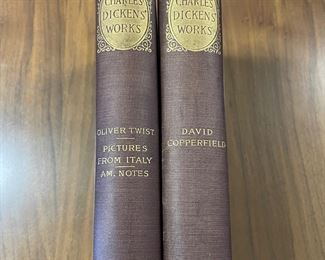 CHARLES
DICKENS'
WORKS
OLIVER TWIST
PICTURES
FROM ITALY
AM. NOTES
CHARLES
DICKENS'
WORKS
DAVID
COPPERFIELD